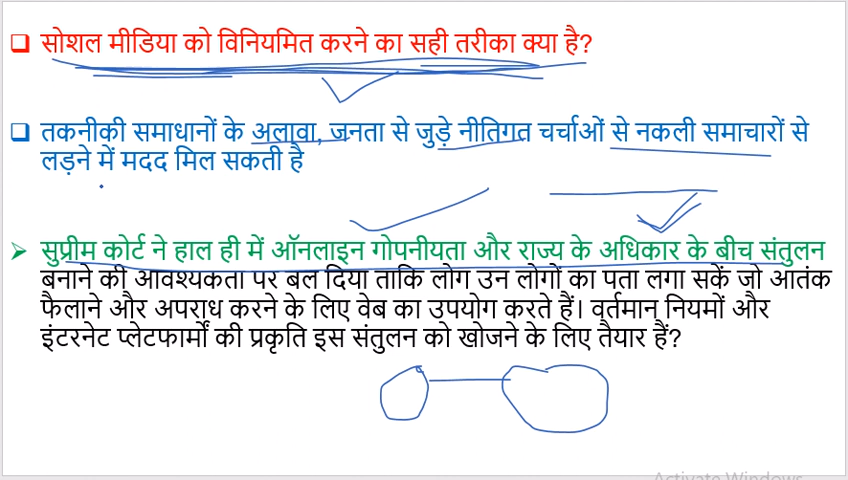 ❑ सोशल मीडिया को विनियमित करने का सही तरीका क्या है?
❑ तकनीकी समाधानों के अलावा, जनता से जुड़े नीतिगत चर्चाओं से नकली समाचारों से
लड़ने में मदद मिल सकती है
➢ सुप्रीम कोर्ट ने हाल ही में ऑनलाइन गोपनीयता और राज्य के अधिकार के बीच संतुलन
बनाने की आवश्यकता पर बल दिया ताकि लोग उन लोगों का पता लगा सकें जो आतंक
फैलाने और अपराध करने के लिए वेब का उपयोग करते हैं। वर्तमान नियमों और
इंटरनेट प्लेटफार्मों की प्रकृति इस संतुलन को खोजने के लिए तैयार हैं?
Activate Windows